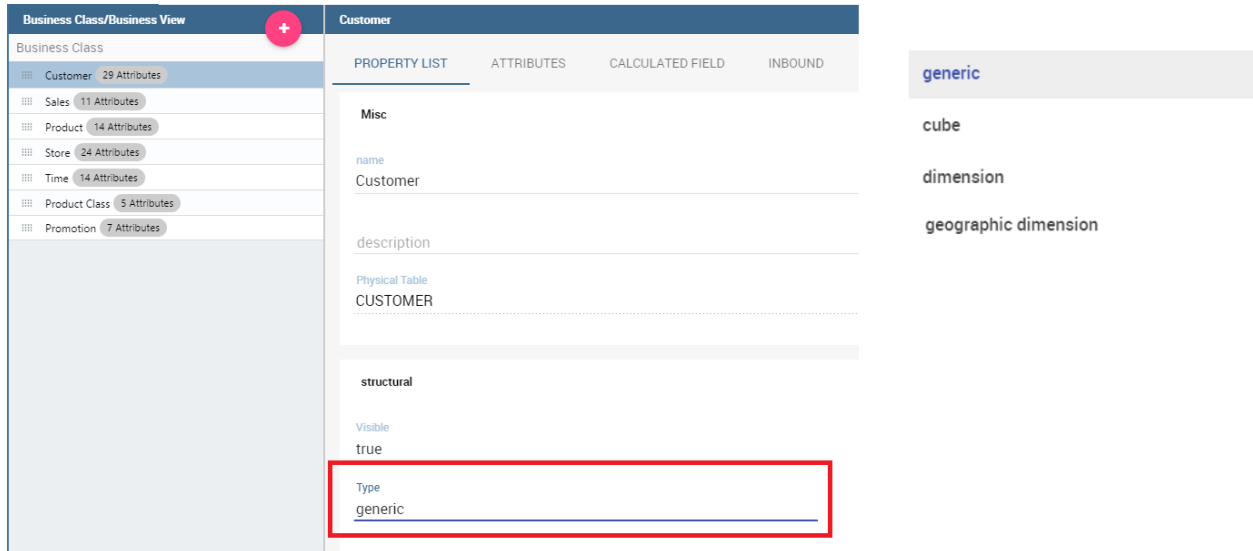 Business Class/Business View
+
Business Class
Customer 29 Attributes
Sales 11 Attributes
Product 14 Attributes
Store 24 Attributes
Time 14 Attributes
Product Class 5 Attributes
Promotion 7 Attributes
Customer
PROPERTY LIST ATTRIBUTES CALCULATED FIELD INBOUND
Misc
name
Customer
description
Physical Table
CUSTOMER
structural
Visible
true
Type
generic
generic
cube
dimension
geographic dimension